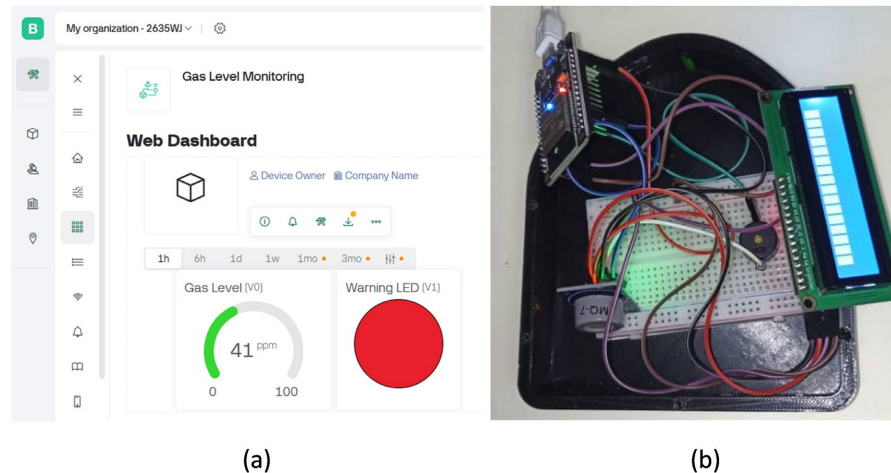 B
My organization - 2635WJ
Gas Level Monitoring
Web Dashboard
Device Owner Company Name
1h 6h 1d 1w 1mo 3mo
Gas Level (V0) Warning LED (V1)
41 ppm
0 100
MQ-7
(a) (b)